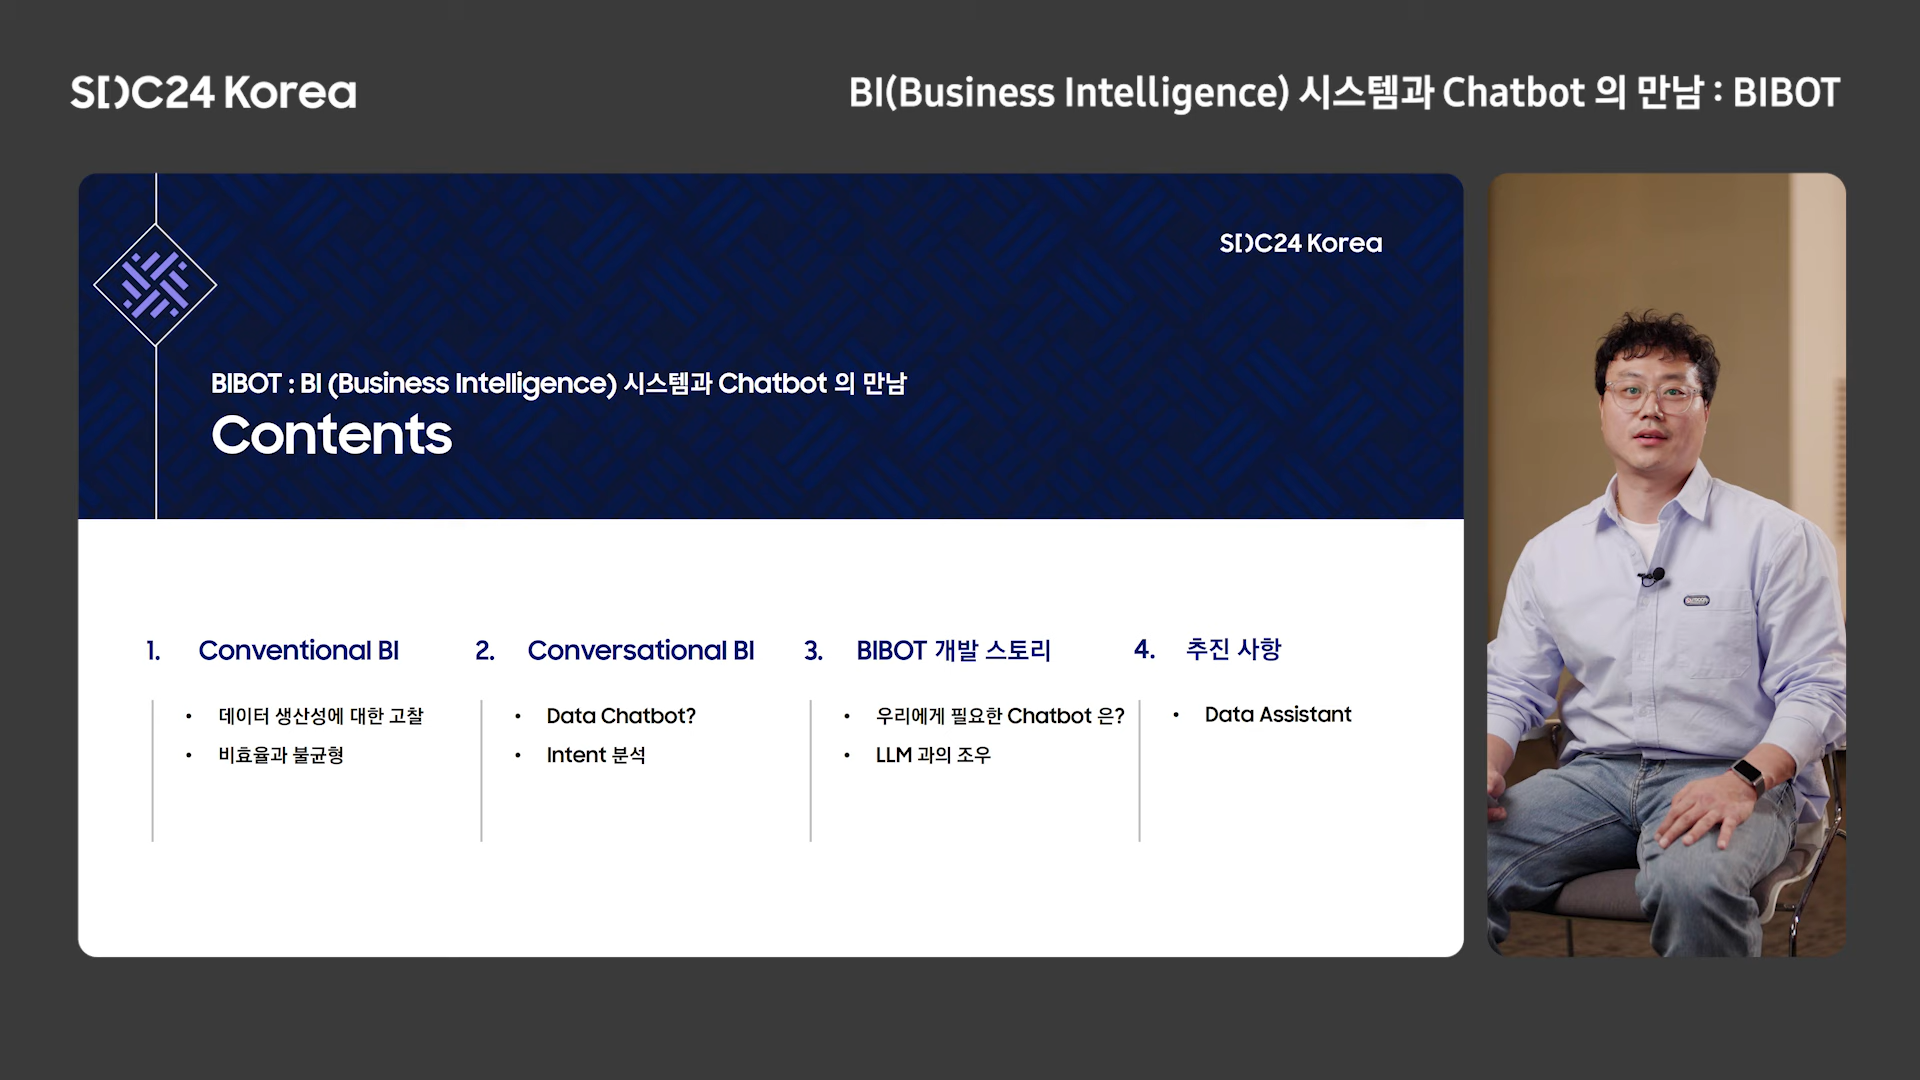 SDC24 Korea
BI(Business Intelligence) 시스템과 Chatbot 의 만남 : BIBOT
SDC24 Korea
BIBOT : BI (Business Intelligence) 시스템과 Chatbot 의 만남
Contents
1. Conventional BI
• 데이터 생산성에 대한 고찰
• 비효율과 불균형
2. Conversational BI
• Data Chatbot?
• Intent 분석
3. BIBOT 개발 스토리
• 우리에게 필요한 Chatbot 은?
• LLM 과의 조우
4. 추진 사항
• Data Assistant